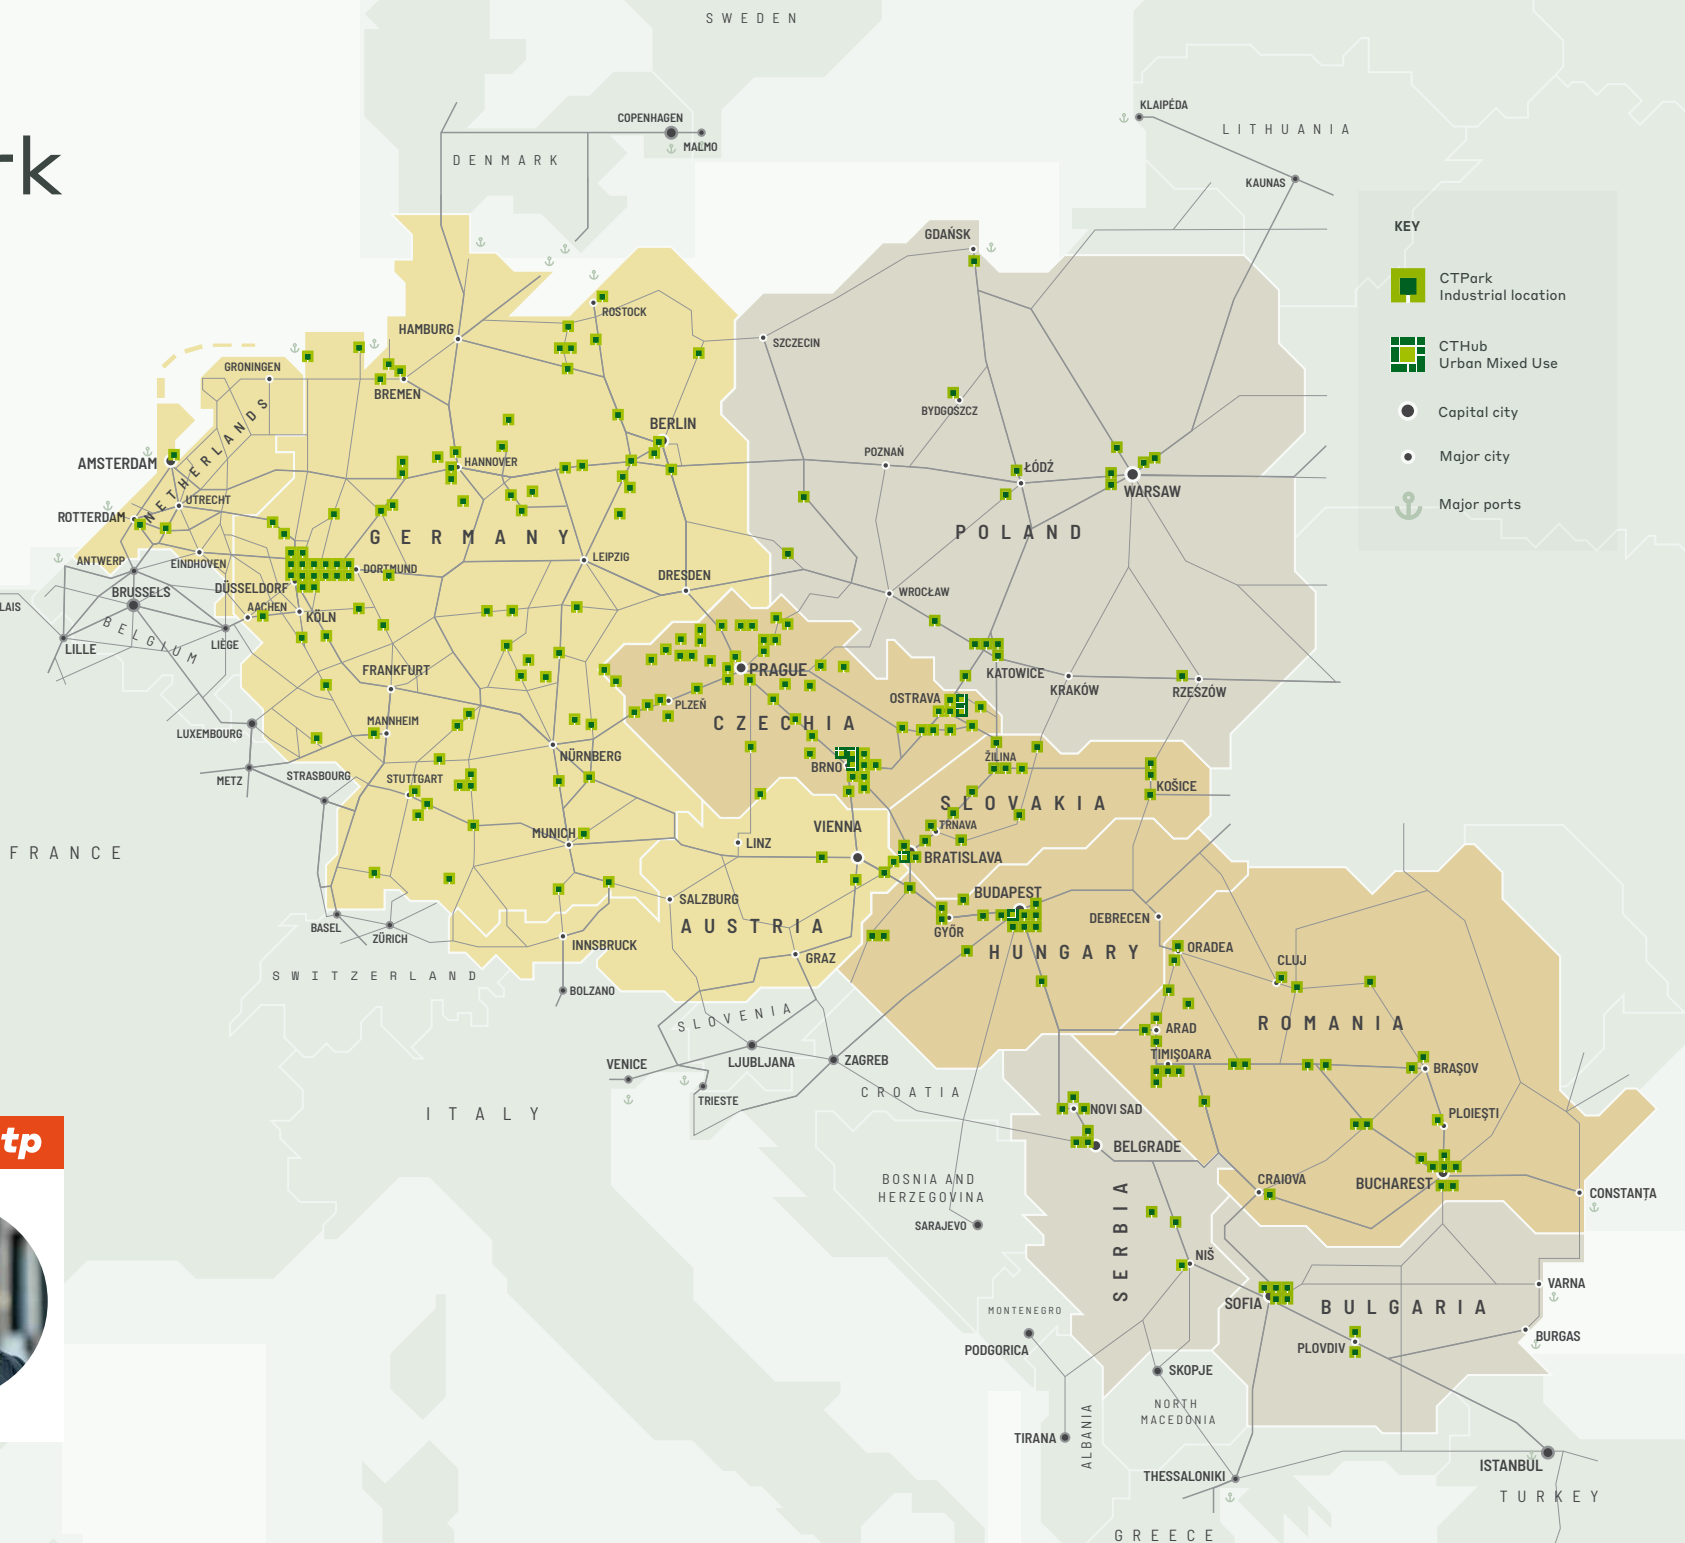 SWEDEN
rk
COPENHAGEN
MALMO
DENMARK
KLAIPÉDA
LITHUANIA
KAUNAS
KEY
CTPark
Industrial location
CTHub
Urban Mixed Use
Capital city
Major city
Major ports
GDAŃSK
ROSTOCK
HAMBURG
SZCZECIN
GRONINGEN
BREMEN
BYDGOSZCZ
BERLIN
NETHERLANDS
AMSTERDAM
HANNOVER
POZNAŃ
ŁÓDŹ
WARSAW
UTRECHT
ROTTERDAM
GERMANY
POLAND
ANTWERP
EINDHOVEN
LEIPZIG
DORTMUND
DRESDEN
BRUSSELS
DÜSSELDORF
WROCŁAW
LAIS
AACHEN
KÖLN
BELGIUM
LIÈGE
LILLE
FRANKFURT
PRAGUE
KATOWICE
KRAKÓW
RZESZÓW
OSTRAVA
PLZEŇ
CZECHIA
LUXEMBOURG
MANNHEIM
NÜRNBERG
ŽILINA
BRNO
METZ
STRASBOURG
STUTTGART
KOŠICE
SLOVAKIA
VIENNA
TRNAVA
MUNICH
LINZ
FRANCE
BRATISLAVA
SALZBURG
BUDAPEST
AUSTRIA
DEBRECEN
BASEL
ZÜRICH
GYÖR
INNSBRUCK
ORADEA
HUNGARY
GRAZ
CLUJ
SWITZERLAND
BOLZANO
SLOVENIA
ROMANIA
ARAD
TIMIȘOARA
VENICE
LJUBLJANA
ZAGREB
BRAȘOV
CROATIA
TRIESTE
NOVI SAD
ITALY
PLOIEȘTI
tp
BELGRADE
BOSNIA AND
HERZEGOVINA
CRAIOVA
BUCHAREST
CONSTANȚA
SARAJEVO
SERBIA
NIŠ
VARNA
SOFIA
BULGARIA
MONTENEGRO
BURGAS
PLOVDIV
PODGORICA
SKOPJE
NORTH
MACEDONIA
TIRANA
ALBANIA
ISTANBUL
THESSALONIKI
TURKEY
GREECE